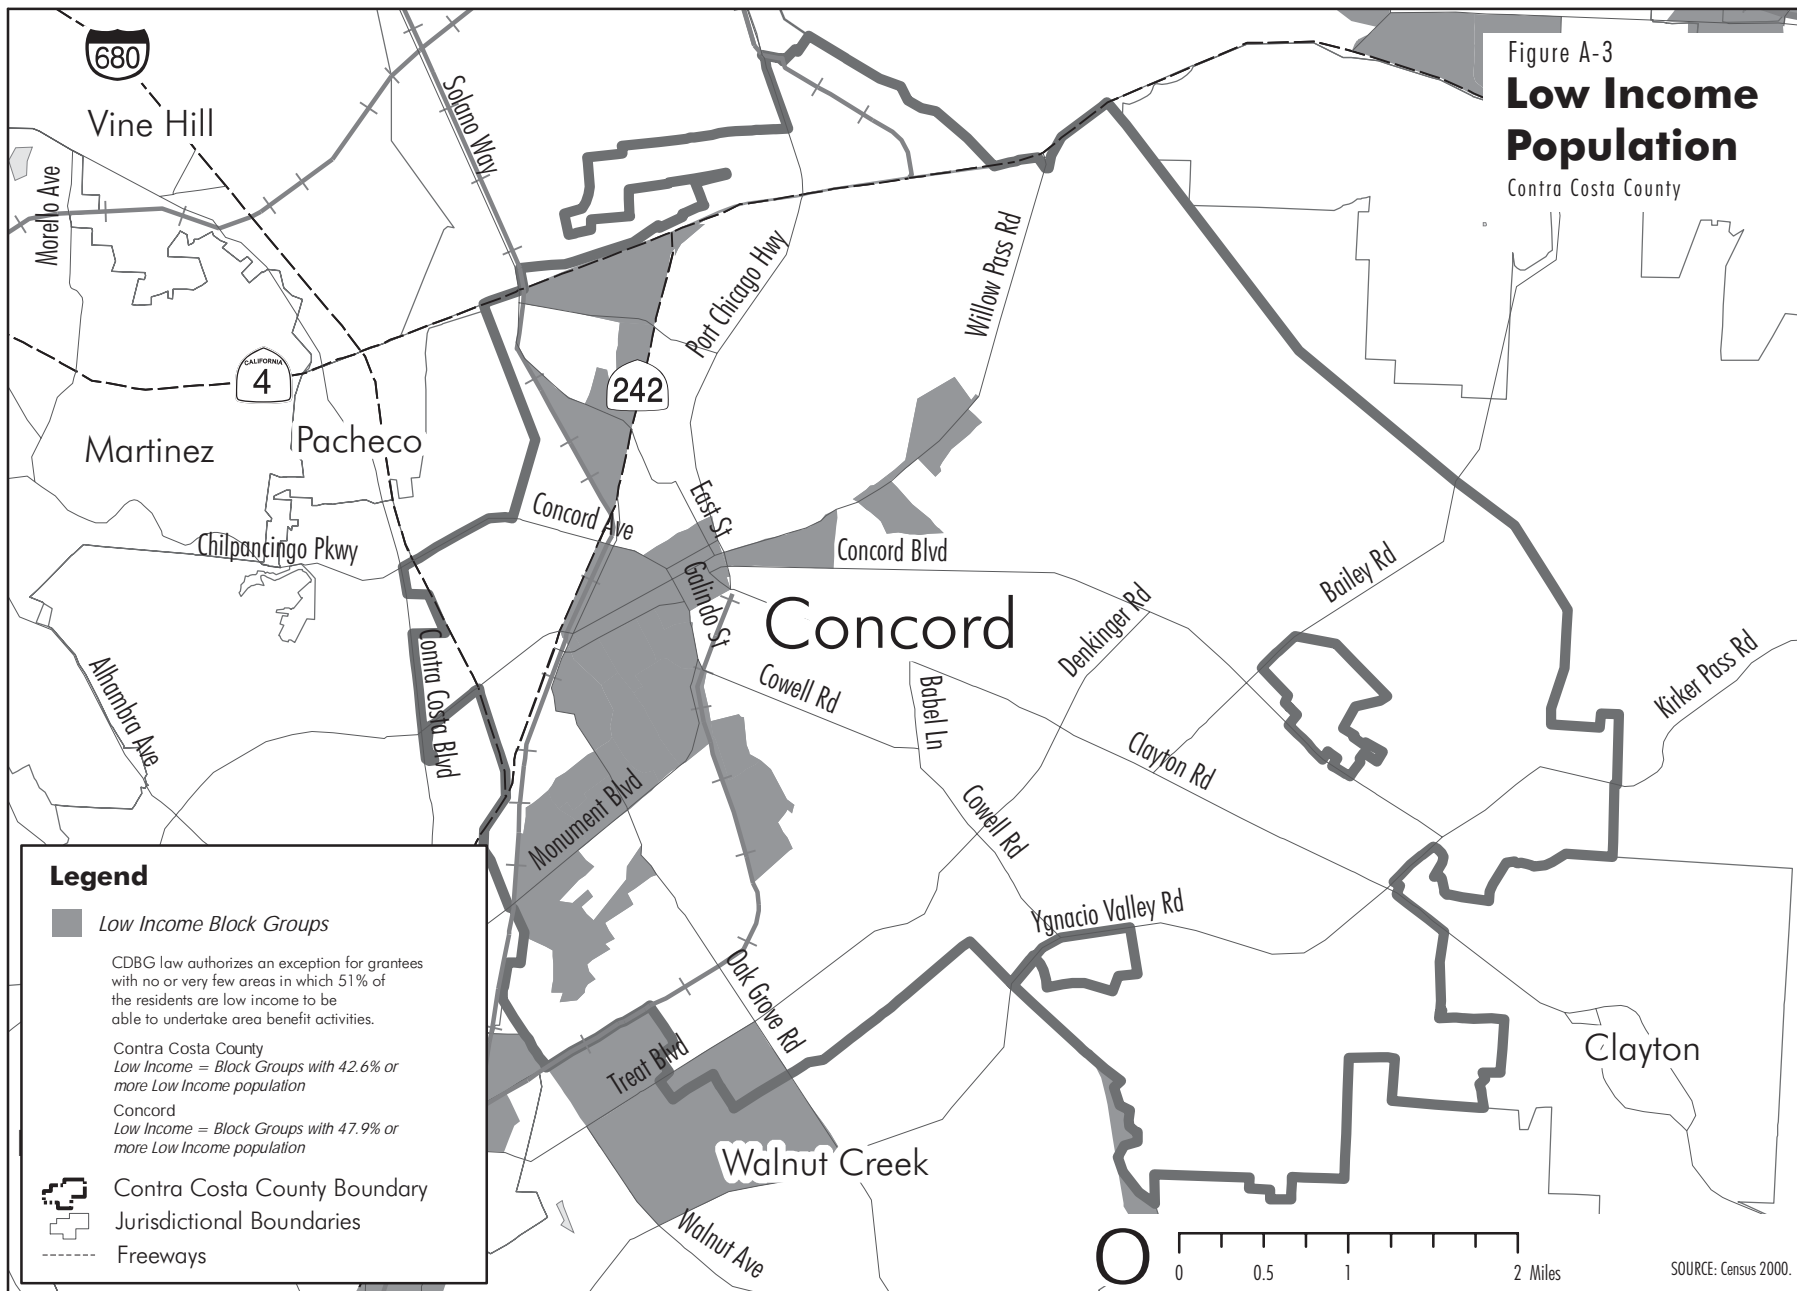 Figure A-3
Low Income
Population
Contra Costa County
680
Vine Hill
Solano Way
Morello Ave
Port Chicago Hwy
Willow Pass Rd
CALIFORNIA
4
242
Martinez
Pacheco
East St
Concord Ave
Chilpancingo Pkwy
Concord Blvd
Galindo St
Bailey Rd
Concord
Denkinger Rd
Contra Costa Blvd
Alhambra Ave
Cowell Rd
Babel Ln
Kirker Pass Rd
Clayton Rd
Monument Blvd
Cowell Rd
Ygnacio Valley Rd
Oak Grove Rd
Treat Blvd
Clayton
Walnut Creek
Walnut Ave
Legend
Low Income Block Groups
CDBG law authorizes an exception for grantees
with no or very few areas in which 51% of
the residents are low income to be
able to undertake area benefit activities.
Contra Costa County
Low Income = Block Groups with 42.6% or
more Low Income population
Concord
Low Income = Block Groups with 47.9% or
more Low Income population
Contra Costa County Boundary
Jurisdictional Boundaries
Freeways
O
0 0.5 1 2 Miles
SOURCE: Census 2000.